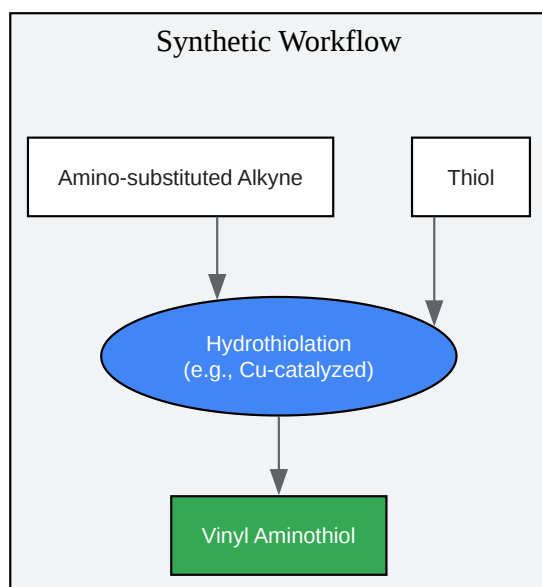 Synthetic Workflow
Amino-substituted Alkyne
Thiol
Hydrothiolation
(e.g., Cu-catalyzed)
Vinyl Aminothiol